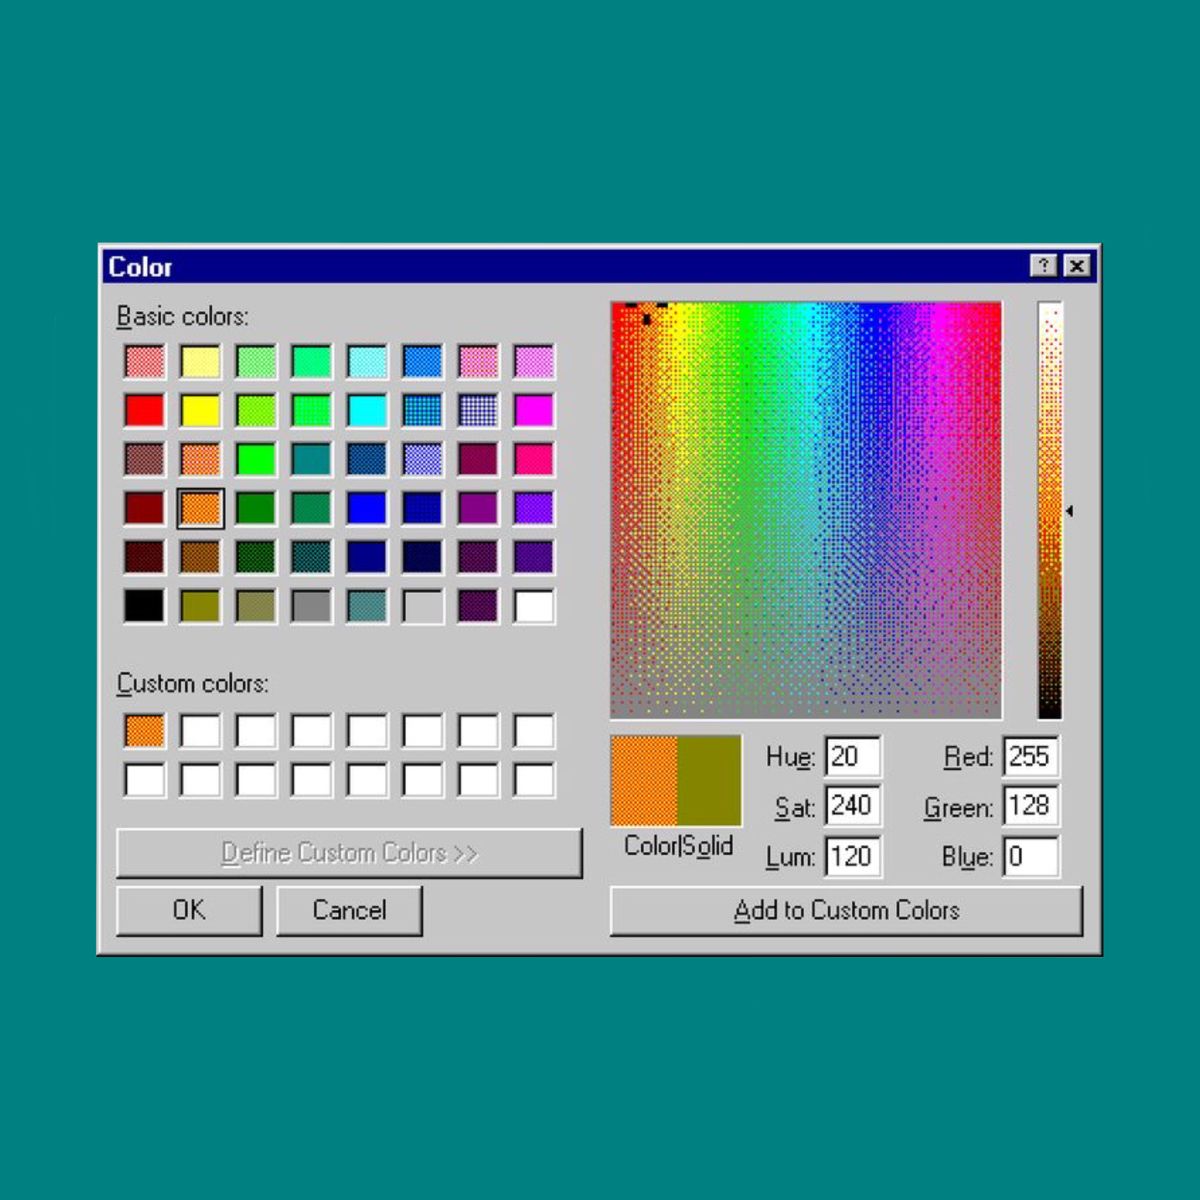 Color
Basic colors:
Custom colors:
Define Custom Colors >>
OK Cancel
Color|Solid
Hue: 20 Red: 255
Sat: 240 Green: 128
Lum: 120 Blue: 0
Add to Custom Colors